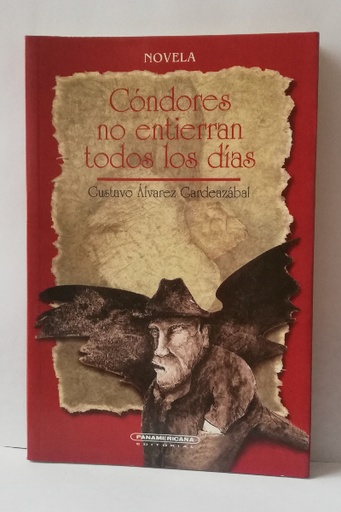 NOVELA
Cóndores
no entierran
todos los días
Gustavo Álvarez Gardeazábal
PANAMERICANA
EDITORIAL